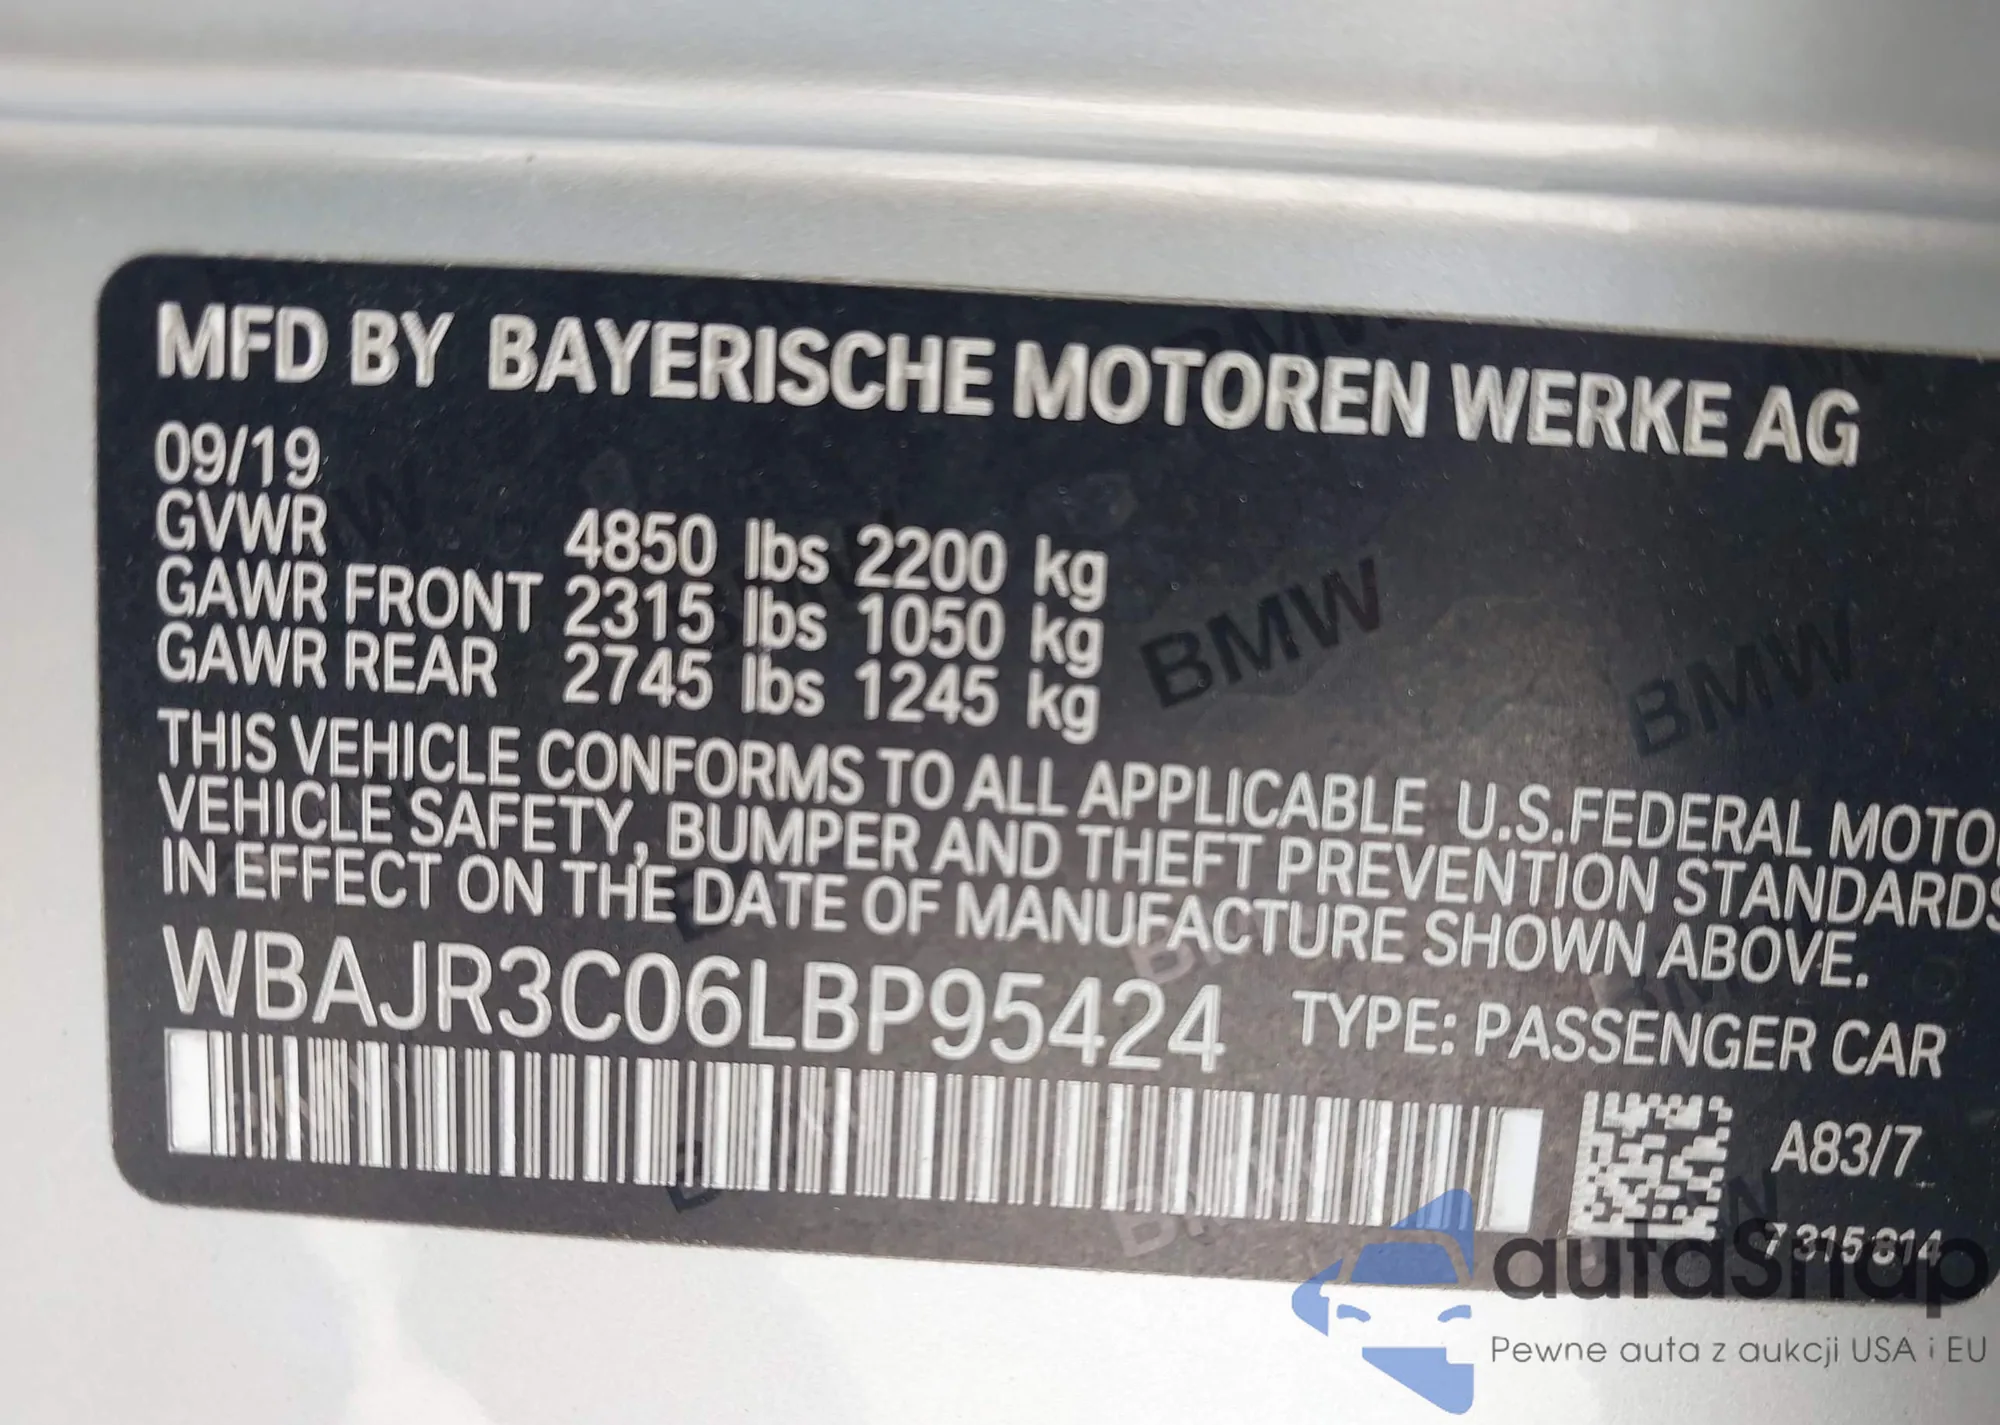 MFD BY BAYERISCHE MOTOREN WERKE AG
09/19
GVWR 4850 lbs 2200 kg
GAWR FRONT 2315 lbs 1050 kg
GAWR REAR 2745 lbs 1245 kg
THIS VEHICLE CONFORMS TO ALL APPLICABLE U.S.FEDERAL MOTO
VEHICLE SAFETY, BUMPER AND THEFT PREVENTION STANDARDS
IN EFFECT ON THE DATE OF MANUFACTURE SHOWN ABOVE.
WBAJR3C06LBP95424 TYPE: PASSENGER CAR
A83/7
7 315 814
BMW
BMW
autoSnap
Pewne auta z aukcji USA i EU